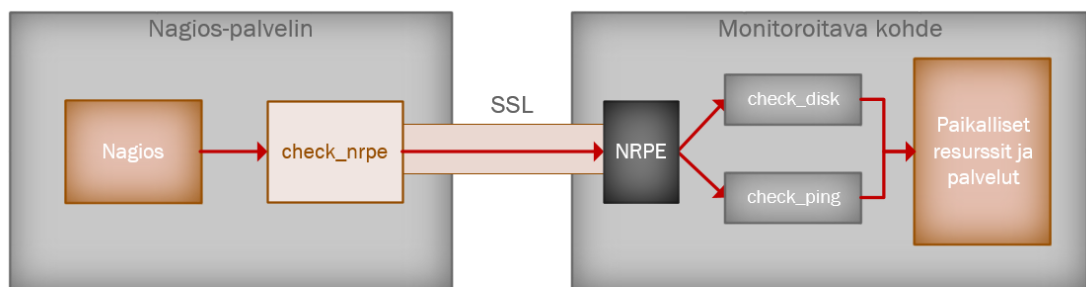 Nagios-palvelin
Monitoroitava kohde
SSL
Nagios
check_nrpe
NRPE
check_disk
check_ping
Paikalliset
resurssit ja
palvelut